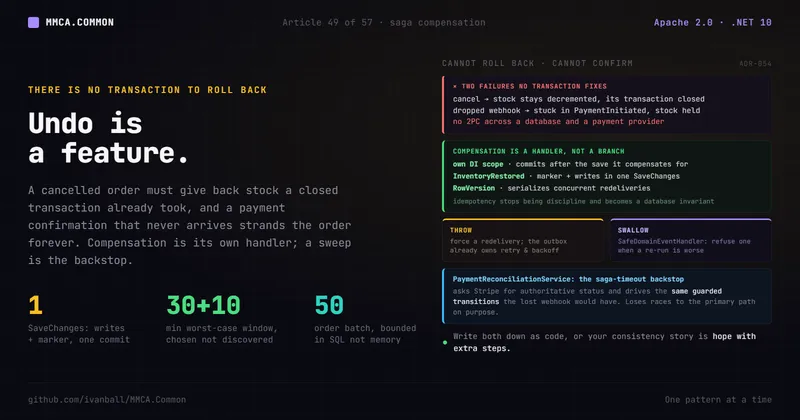 MMCA.COMMON
Article 49 of 57 · saga compensation
Apache 2.0 · .NET 10
THERE IS NO TRANSACTION TO ROLL BACK
Undo is
a feature.
A cancelled order must give back stock a closed
transaction already took, and a payment
confirmation that never arrives strands the order
forever. Compensation is its own handler; a sweep
is the backstop.
1
SaveChanges: writes
+ marker, one commit
30+10
min worst-case window,
chosen not discovered
50
order batch, bounded
in SQL not memory
CANNOT ROLL BACK · CANNOT CONFIRM
ADR-054
× TWO FAILURES NO TRANSACTION FIXES
cancel → stock stays decremented, its transaction closed
dropped webhook → stuck in PaymentInitiated, stock held
no 2PC across a database and a payment provider
COMPENSATION IS A HANDLER, NOT A BRANCH
own DI scope · commits after the save it compensates for
InventoryRestored · marker + writes in one SaveChanges
RowVersion · serializes concurrent redeliveries
idempotency stops being discipline and becomes a database invariant
THROW
force a redelivery; the outbox
already owns retry & backoff
SWALLOW
SafeDomainEventHandler: refuse one
when a re-run is worse
PaymentReconciliationService: the saga-timeout backstop
asks Stripe for authoritative status and drives the same guarded
transitions the lost webhook would have. Loses races to the primary path
on purpose.
Write both down as code, or your consistency story is hope with
extra steps.
github.com/ivanball/MMCA.Common
One pattern at a time